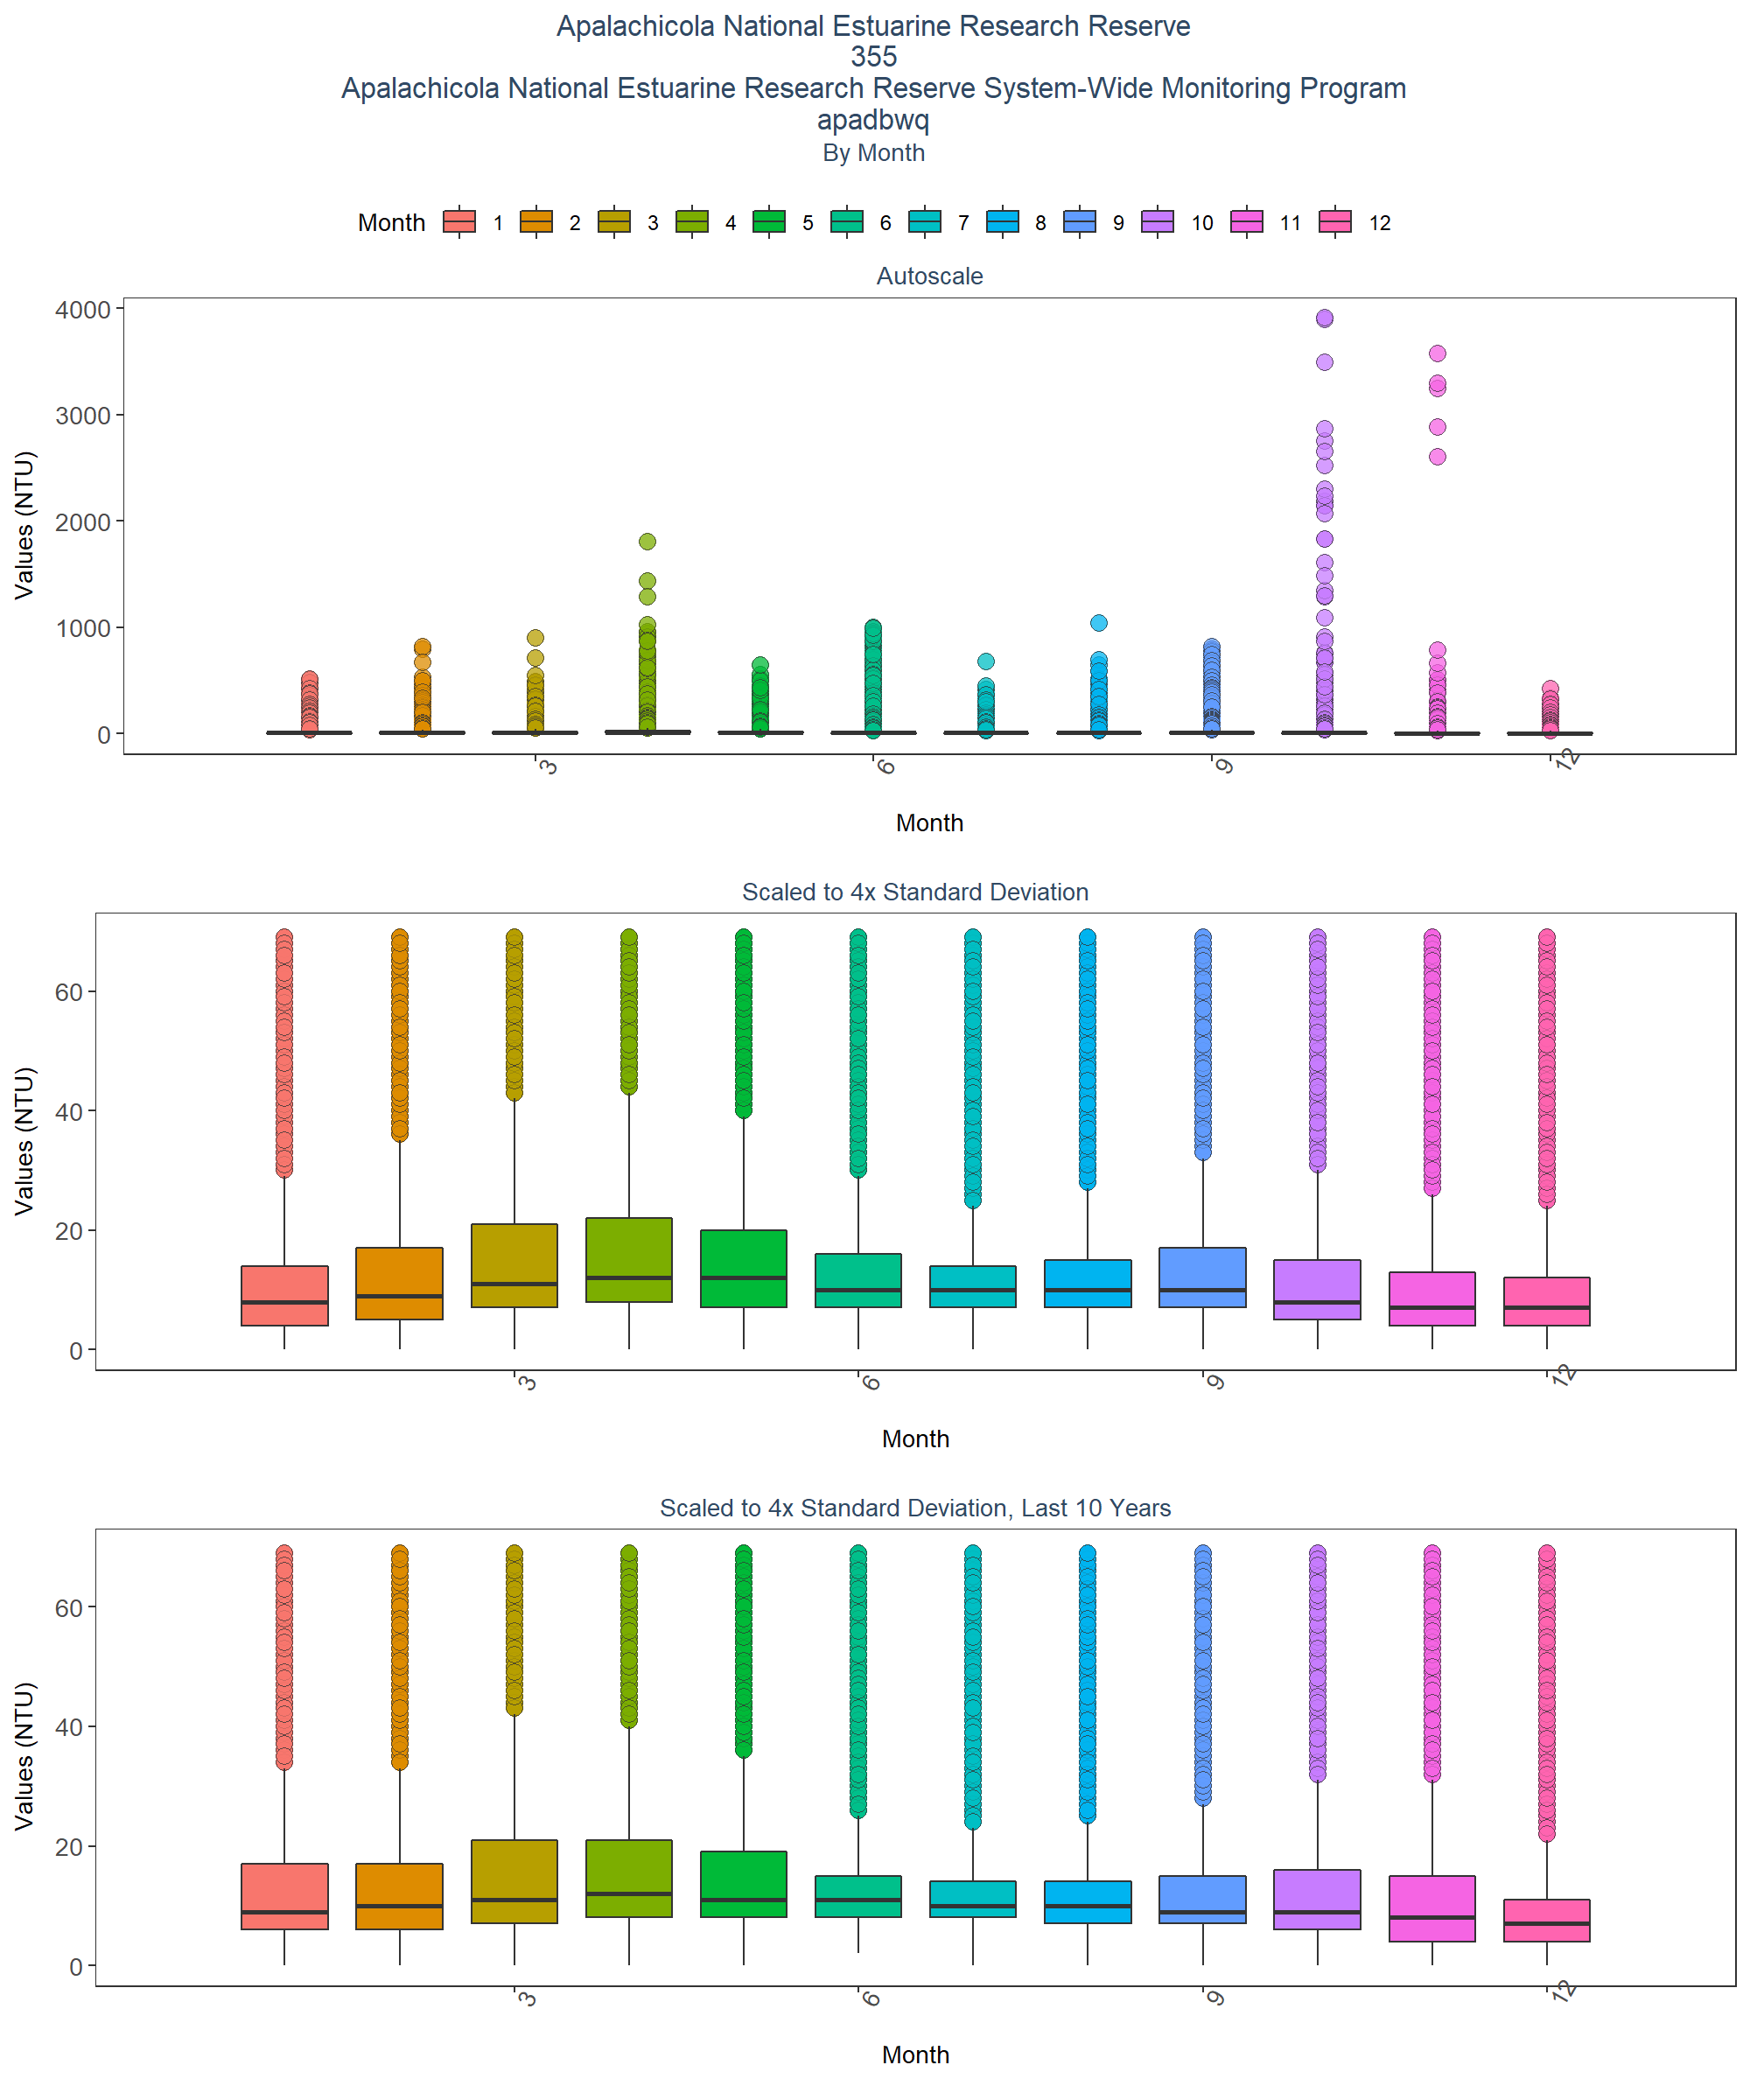 Apalachicola National Estuarine Research Reserve
355
Apalachicola National Estuarine Research Reserve System-Wide Monitoring Program
apadbwq
By Month
Month 1 2 3 4 5 6 7 8 9 10 11 12
Autoscale
4000
3000
2000
1000
0
Values (NTU)
3 6 9 12
Month
Scaled to 4x Standard Deviation
60
40
20
0
Values (NTU)
3 6 9 12
Month
Scaled to 4x Standard Deviation, Last 10 Years
60
40
20
0
Values (NTU)
3 6 9 12
Month